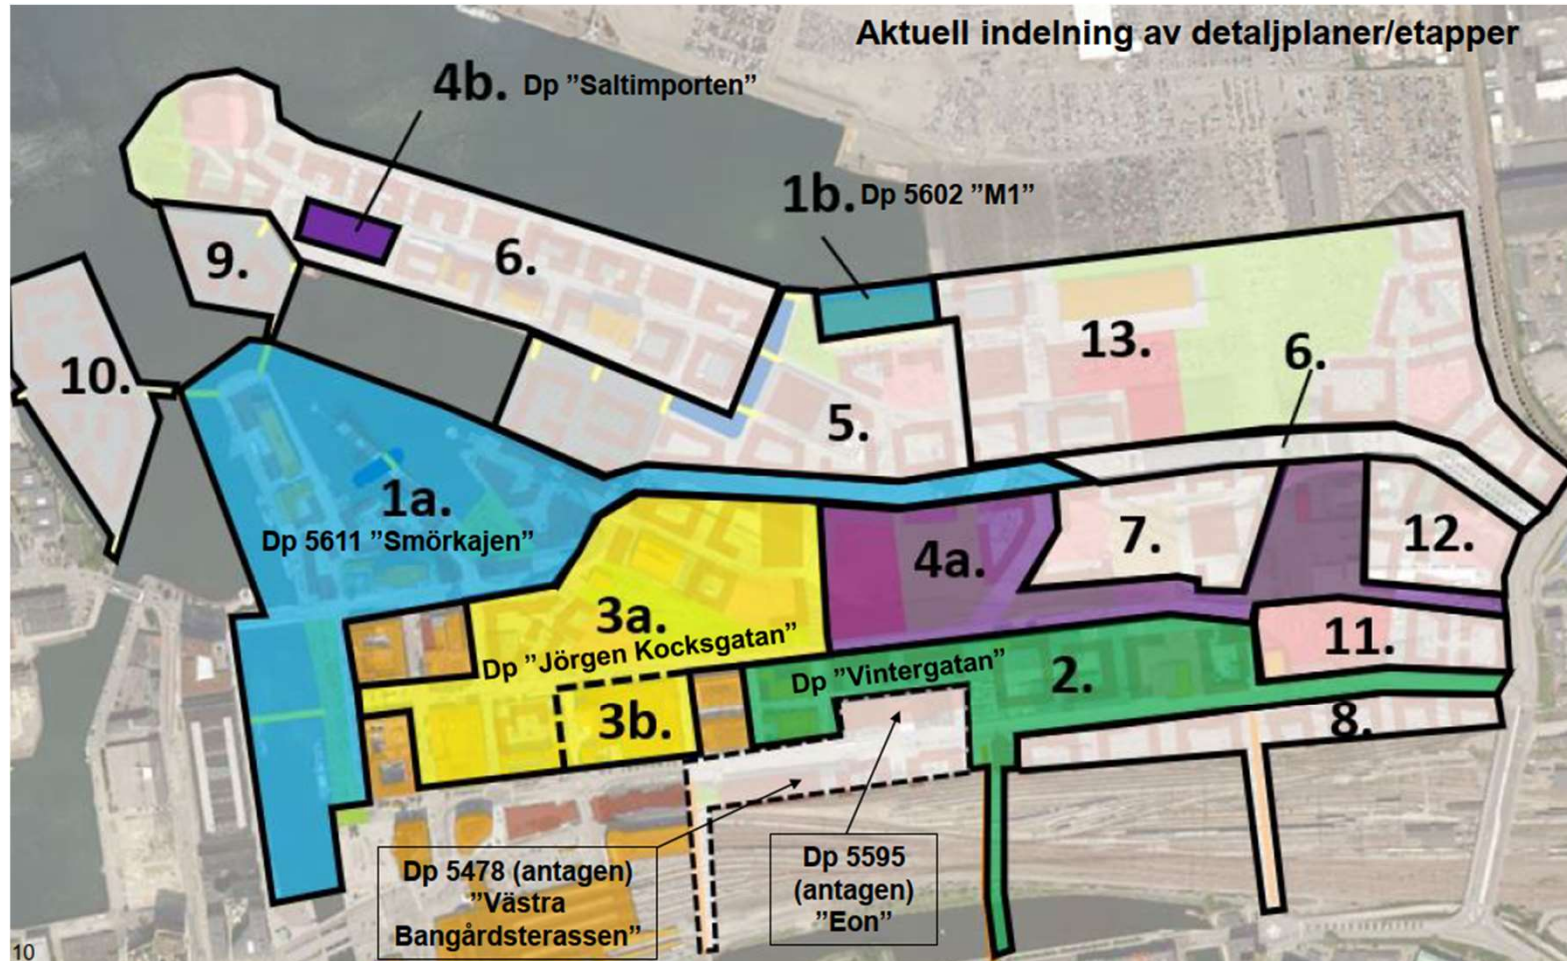 Aktuell indelning av detaljplaner/etapper
4b. Dp ”Saltimporten”
1b. Dp 5602 ”M1”
9.
6.
10.
13.
6.
5.
1a.
Dp 5611 ”Smörkajen”
7.
12.
4a.
3a.
Dp ”Jörgen Kocksgatan”
11.
Dp ”Vintergatan”
2.
3b.
8.
Dp 5478 (antagen)
”Västra
Bangårdsterassen”
Dp 5595
(antagen)
”Eon”
10